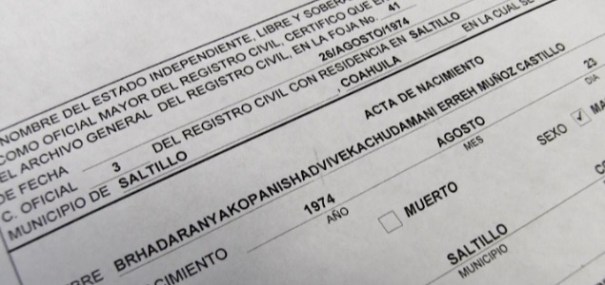 NOMBRE DEL ESTADO INDEPENDIENTE, LIBRE Y
COMO OFICIAL MAYOR DEL REGISTRO CIVIL, CERTIFICO QUE
EL ARCHIVO GENERAL DEL REGISTRO CIVIL, EN LA FOJA No. 41
DE FECHA 26/AGOSTO/1974
C. OFICIAL 3 DEL REGISTRO CIVIL CON RESIDENCIA EN SALTILLO EN LA CUAL SE
MUNICIPIO DE SALTILLO , COAHUILA
ACTA DE NACIMIENTO
BRHADARANYAKOPANISHADVIVEKACHUDAMANI ERREH MUÑOZ CASTILLO
1974 AGOSTO 23
AÑO MES DIA
MUERTO SEXO
SALTILLO
MUNICIPIO